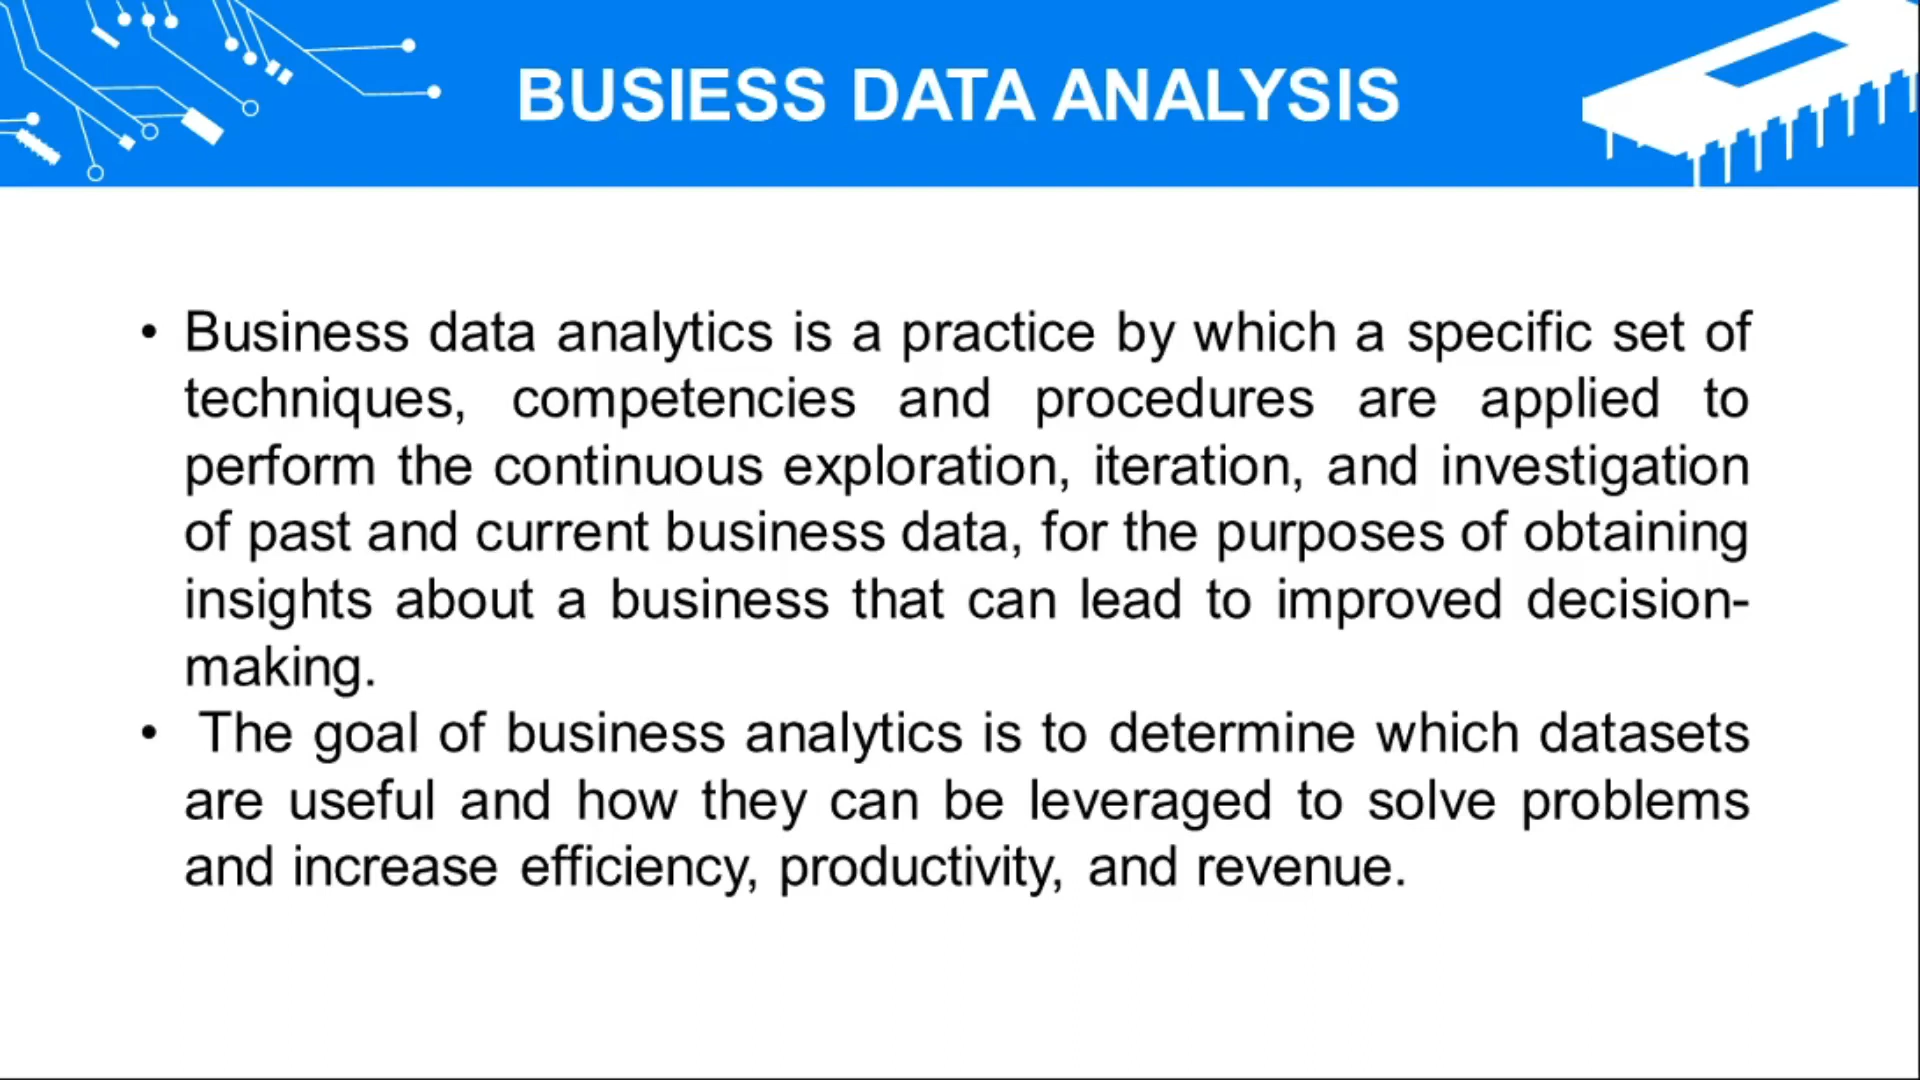 BUSIESS DATA ANALYSIS
• Business data analytics is a practice by which a specific set of
techniques, competencies and procedures are applied to
perform the continuous exploration, iteration, and investigation
of past and current business data, for the purposes of obtaining
insights about a business that can lead to improved decision-
making.
• The goal of business analytics is to determine which datasets
are useful and how they can be leveraged to solve problems
and increase efficiency, productivity, and revenue.